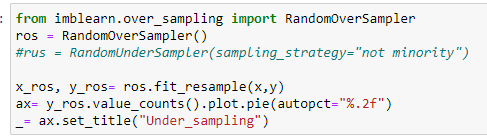 : from imblearn.over_sampling import RandomOverSampler
ros = RandomOverSampler()
#rus = RandomUnderSampler(sampling_strategy="not minority")
x_ros, y_ros= ros.fit_resample(x,y)
ax= y_ros.value_counts().plot.pie(autopct="%.2f")
_= ax.set_title("Under_sampling")